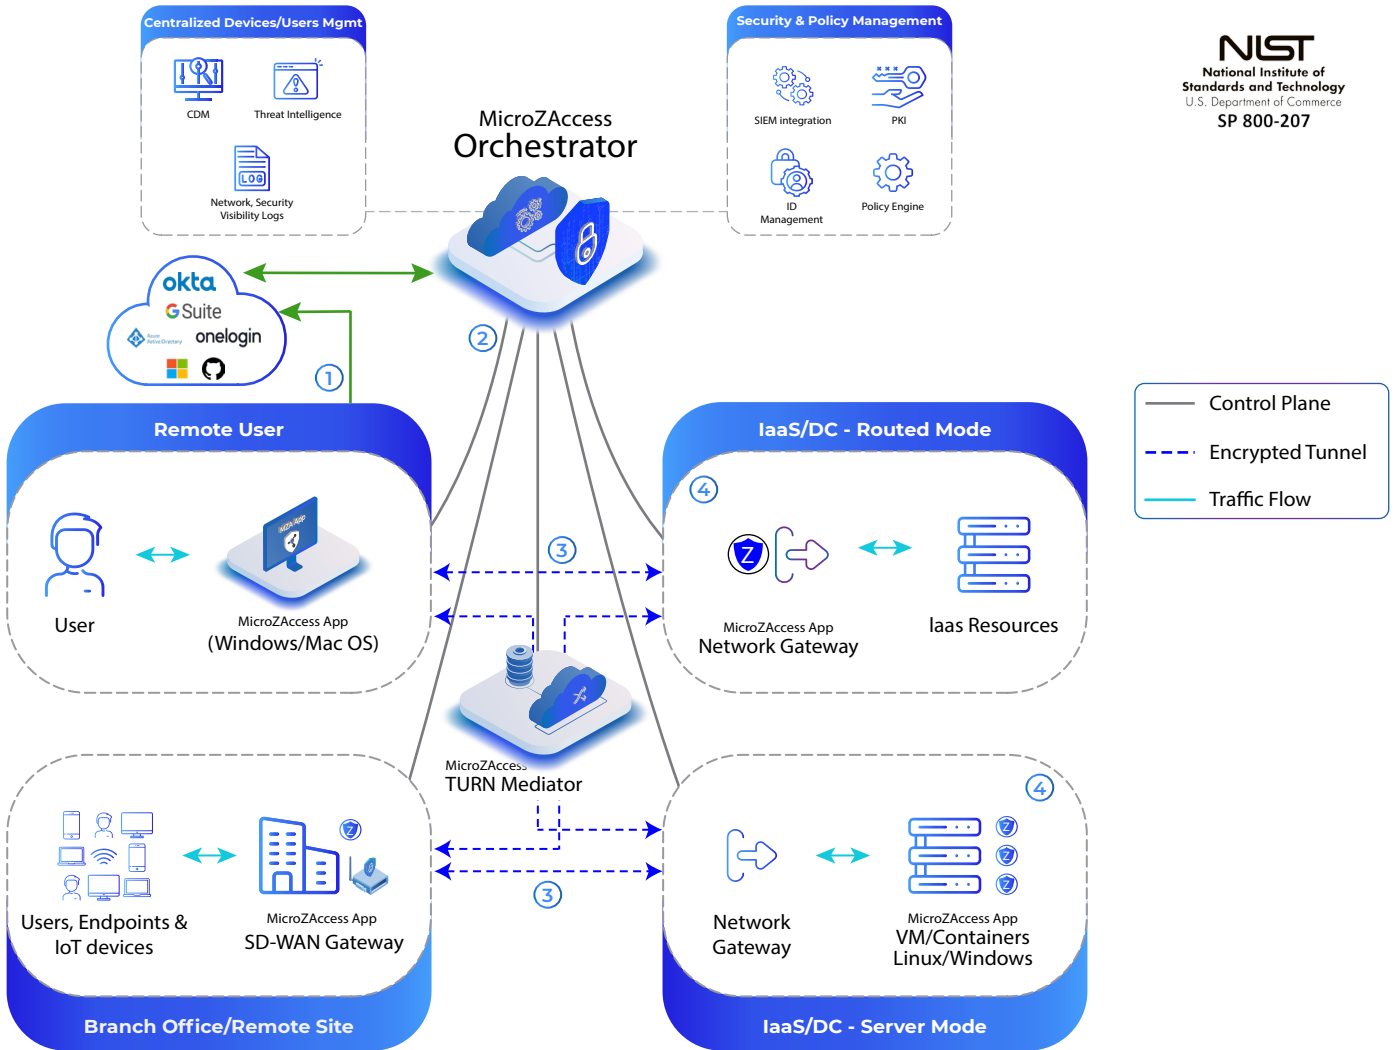 Centralized Devices/Users Mgmt
CDM
Threat Intelligence
LOG
Network, Security
Visibility Logs
MicroZAccess
Orchestrator
Security & Policy Management
SIEM integration
PKI
ID
Management
Policy Engine
NIST
National Institute of
Standards and Technology
U.S. Department of Commerce
SP 800-207
okta
G Suite
Azure
Active Directory
onelogin
1
2
Control Plane
Encrypted Tunnel
Traffic Flow
Remote User
MZA App
User
MicroZAccess App
(Windows/Mac OS)
3
IaaS/DC - Routed Mode
4
Z
MicroZAccess App
Network Gateway
Iaas Resources
MicroZAccess
TURN Mediator
Z
Users, Endpoints &
IoT devices
MicroZAccess App
SD-WAN Gateway
Branch Office/Remote Site
3
4
Z
Z
Z
Network
Gateway
MicroZAccess App
VM/Containers
Linux/Windows
IaaS/DC - Server Mode